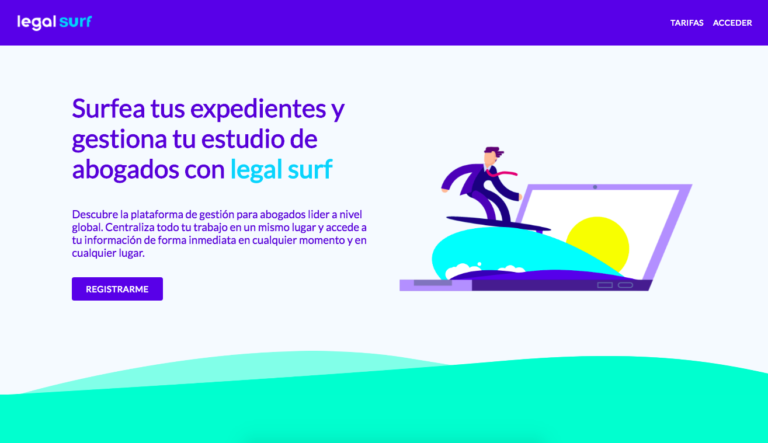 legal surf
TARIFAS ACCEDER
Surfea tus expedientes y
gestiona tu estudio de
abogados con legal surf
Descubre la plataforma de gestión para abogados lider a nivel
global. Centraliza todo tu trabajo en un mismo lugar y accede a
tu información de forma inmediata en cualquier momento y en
cualquier lugar.
REGISTRARME